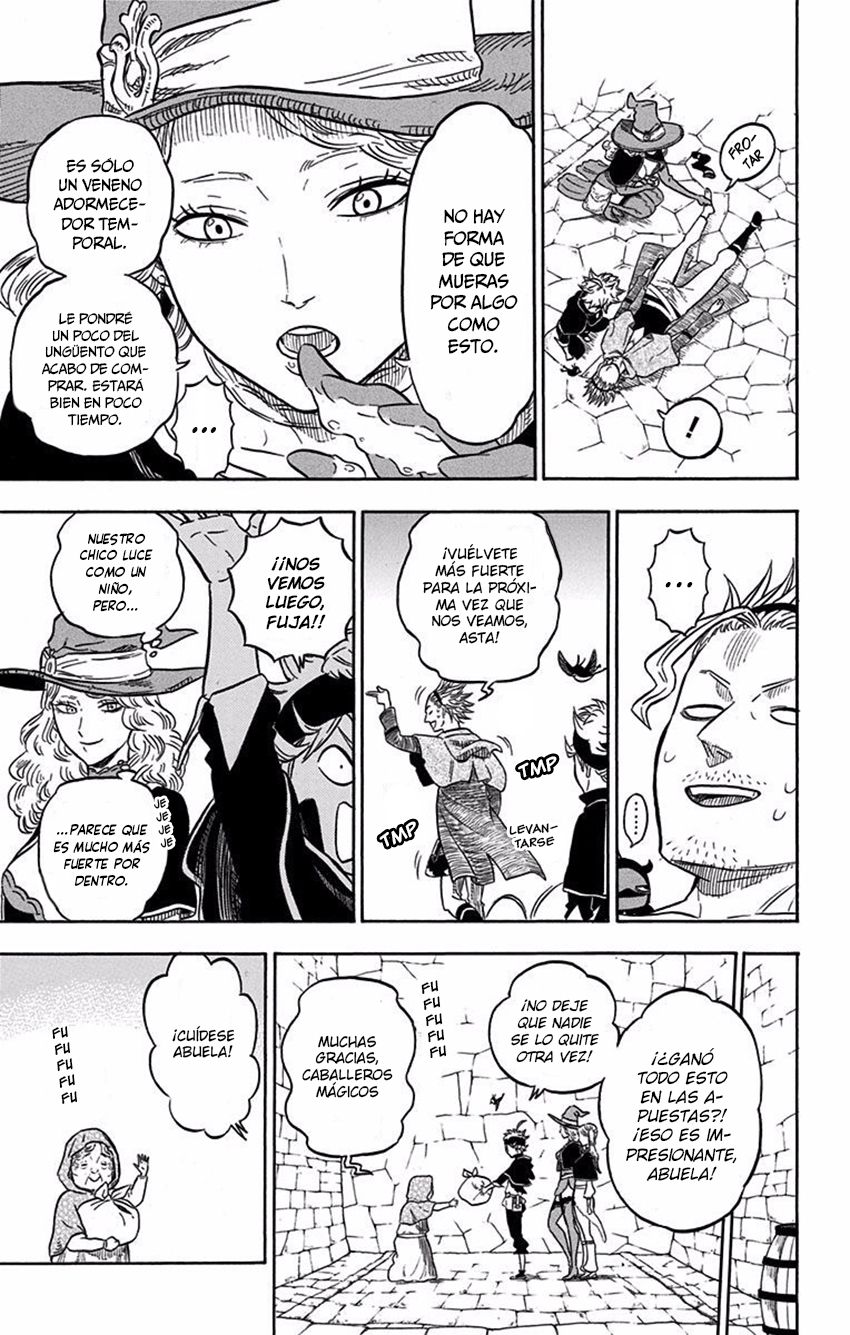 FRO-
TAR
!
NO HAY
FORMA
DE QUE
MUERAS
POR ALGO
COMO
ESTO.
ES SÓLO
UN VENENO
ADORMECE-
DOR TEM-
PORAL.
LE PONDRÉ
UN POCO DEL
UNGÜENTO QUE
ACABO DE COM-
PRAR. ESTARÁ
BIEN EN POCO
TIEMPO.
...
...
......
¡VUÉLVETE
MÁS FUERTE
PARA LA PRÓXI-
MA VEZ QUE
NOS VEAMOS,
ASTA!
TMP
TMP
LEVAN-
TARSE
¡¡NOS
VEMOS
LUEGO,
FUJA!!
NUESTRO
CHICO LUCE
COMO UN
NIÑO,
PERO...
JE
JE
JE
JE
...PARECE QUE
ES MUCHO MÁS
FUERTE POR
DENTRO.
¡¿GANÓ
TODO ESTO
EN LAS A-
PUESTAS?!
¡ESO ES IM-
PRESIONANTE,
ABUELA!
¡NO DEJE
QUE NADIE
SE LO QUITE
OTRA VEZ!
FU
FU
FU
FU
FU
MUCHAS
GRACIAS,
CABALLEROS
MÁGICOS
¡CUÍDESE
ABUELA!
FU
FU
FU
FU
FU